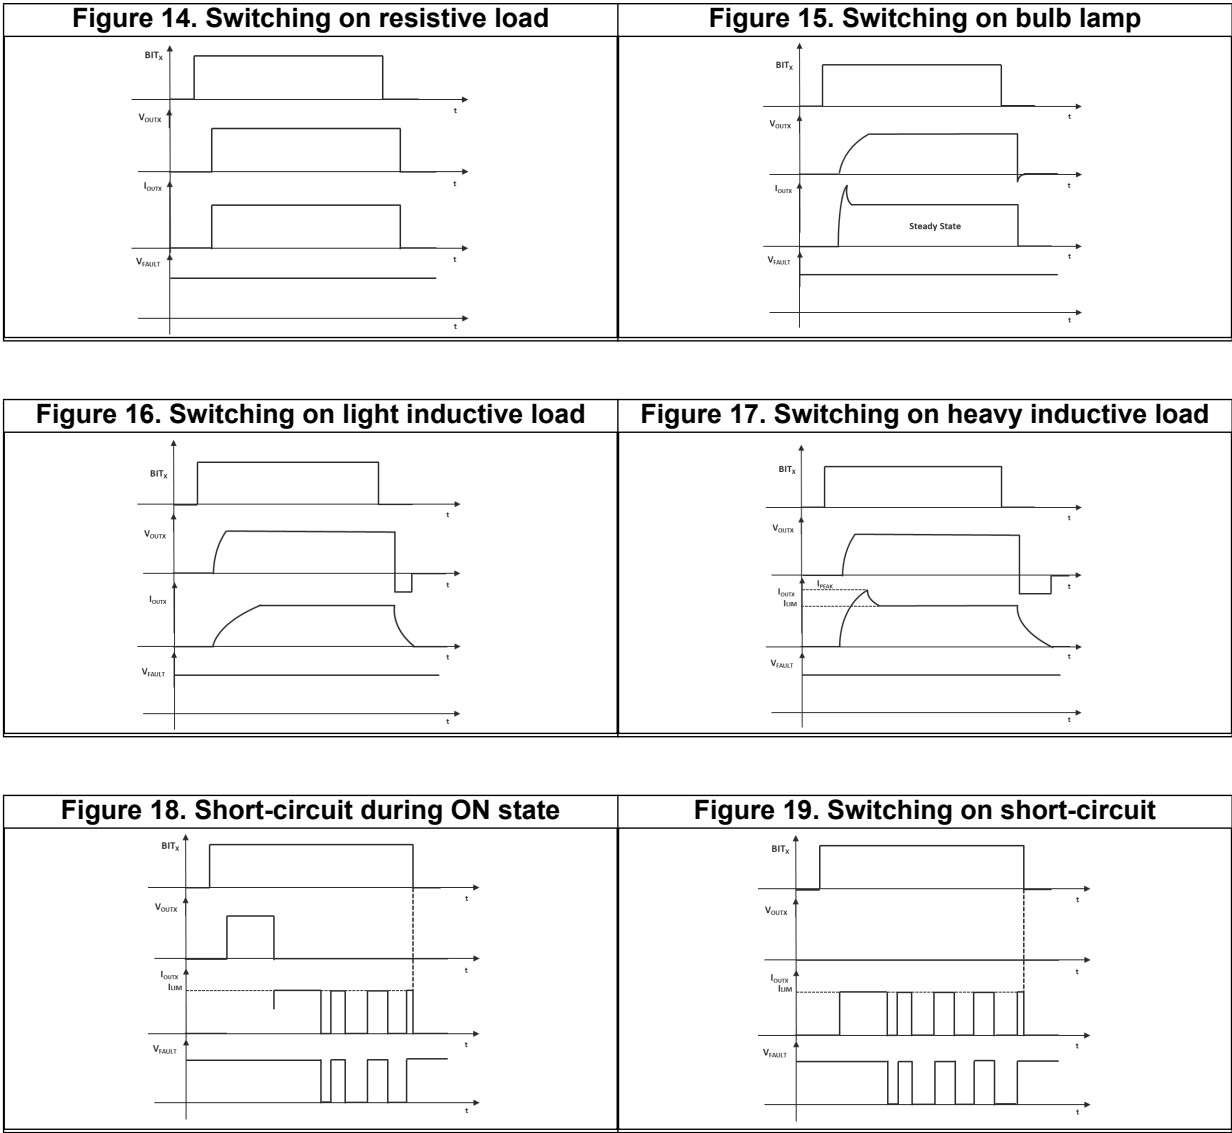 Figure 14. Switching on resistive load
BITX
t
VOUTX
t
IOUTX
t
VFAULT
t
Figure 15. Switching on bulb lamp
BITX
t
VOUTX
t
IOUTX
Steady State
t
VFAULT
t
Figure 16. Switching on light inductive load
BITX
t
VOUTX
t
IOUTX
t
VFAULT
t
Figure 17. Switching on heavy inductive load
BITX
t
VOUTX
t
IPEAK
IOUTX
ILIM
t
VFAULT
t
Figure 18. Short-circuit during ON state
BITX
t
VOUTX
t
IOUTX
ILIM
t
VFAULT
t
Figure 19. Switching on short-circuit
BITX
t
VOUTX
t
IOUTX
ILIM
t
VFAULT
t